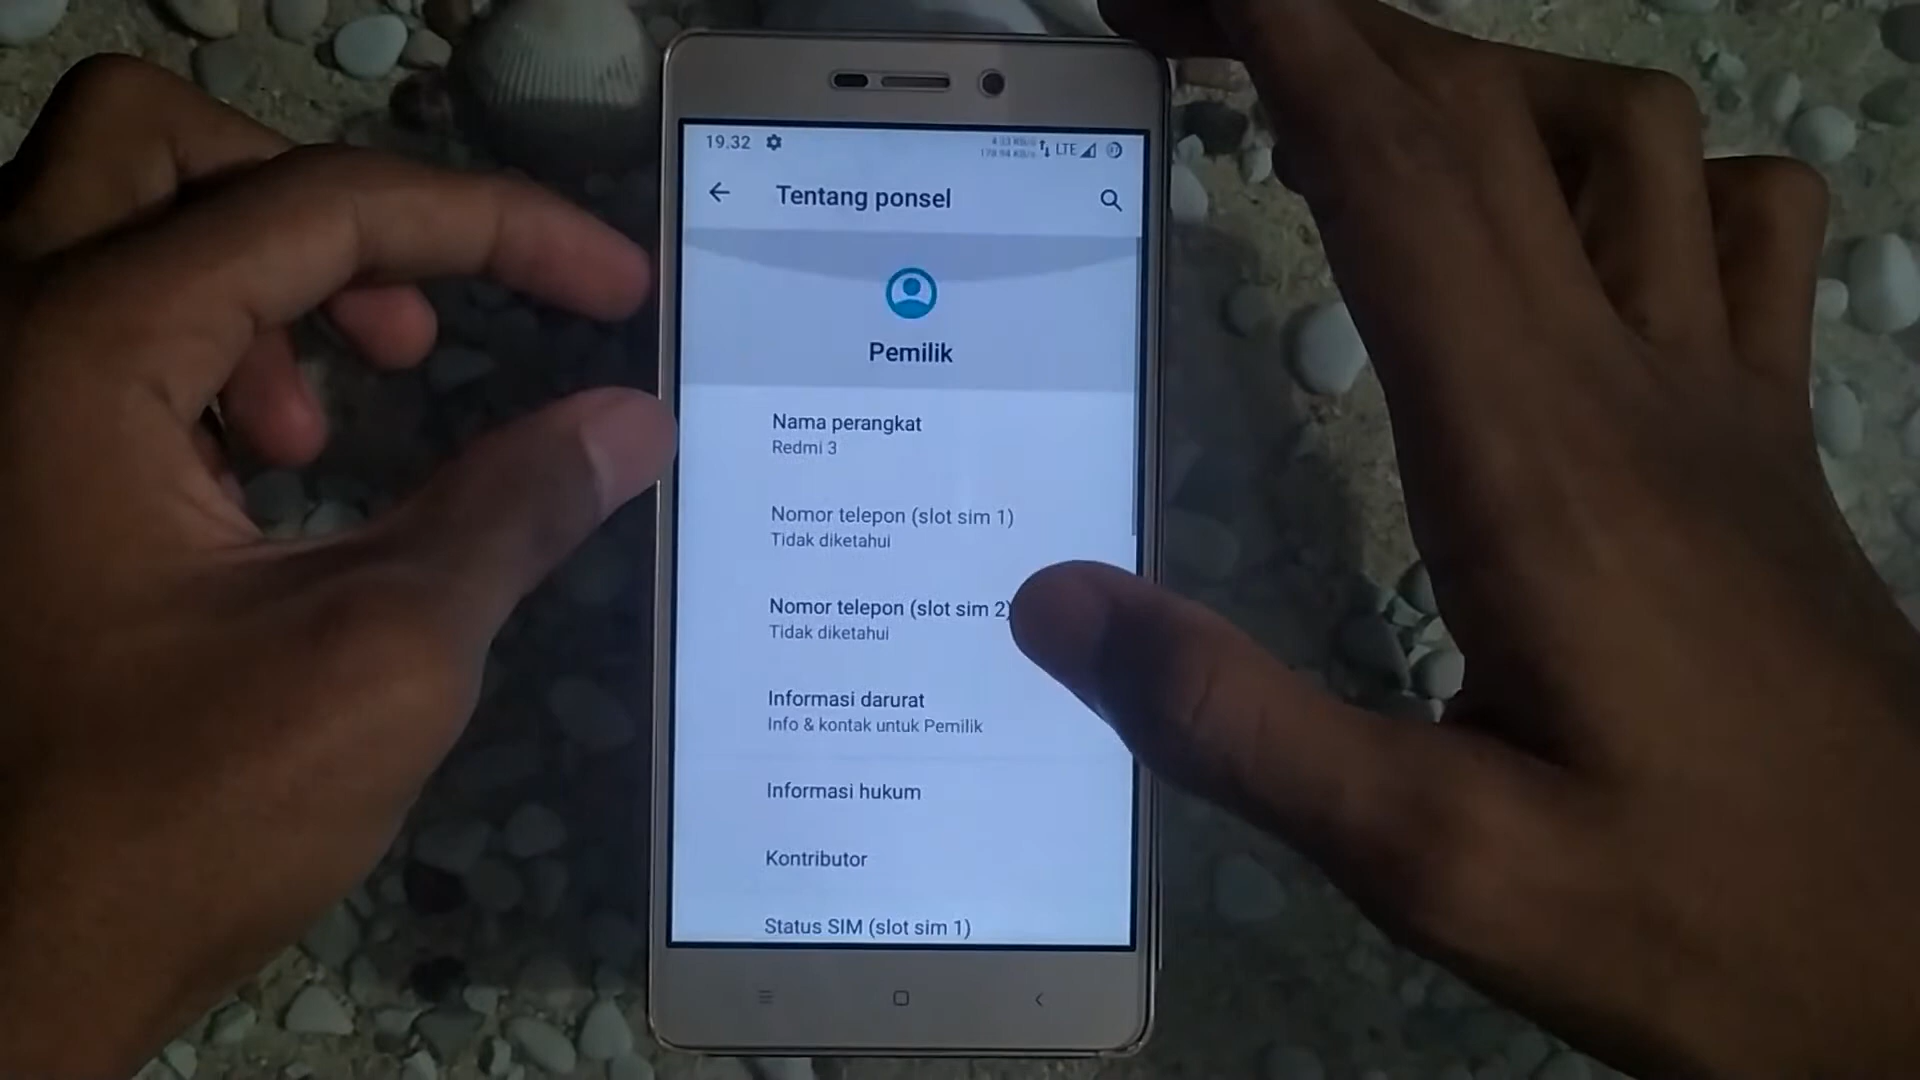 19.32
LTE
Tentang ponsel
Pemilik
Nama perangkat
Redmi 3
Nomor telepon (slot sim 1)
Tidak diketahui
Nomor telepon (slot sim 2)
Tidak diketahui
Informasi darurat
Info & kontak untuk Pemilik
Informasi hukum
Kontributor
Status SIM (slot sim 1)